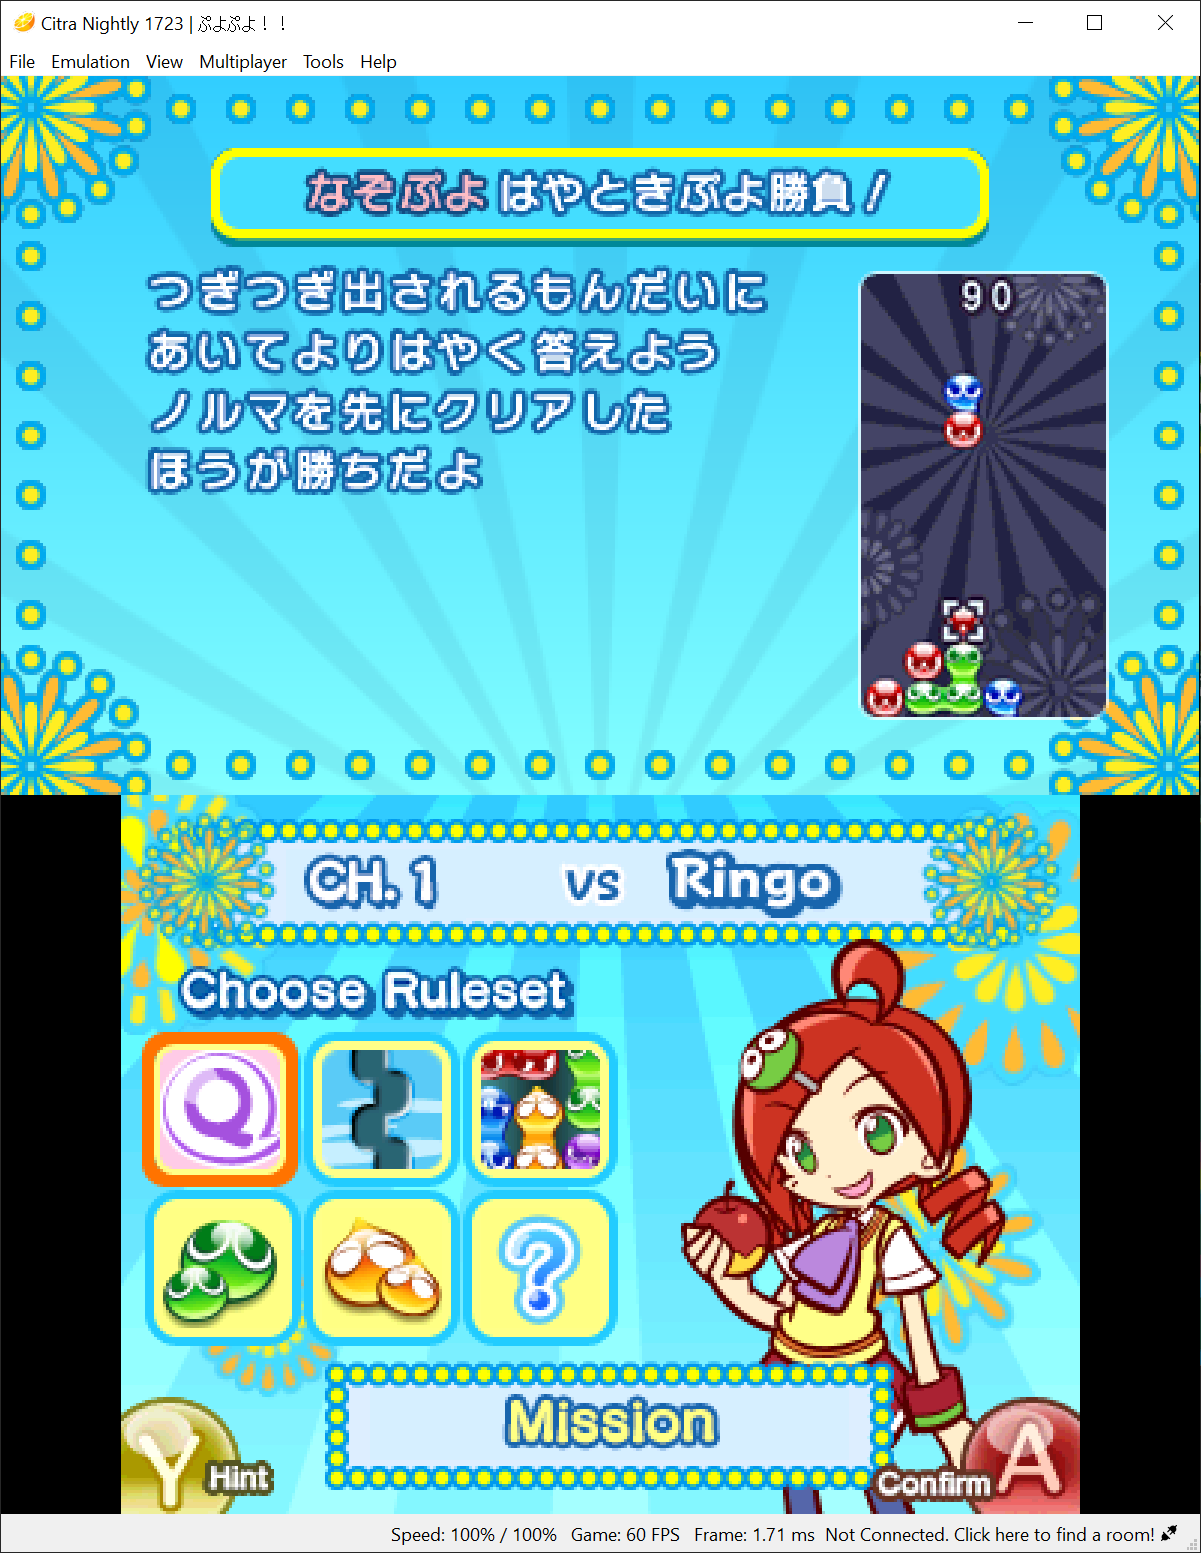 Citra Nightly 1723 | ぷよぷよ！！
File Emulation View Multiplayer Tools Help
なぞぷよ はやときぷよ勝負！
つぎつぎ出されるもんだいに
あいてよりはやく答えよう
ノルマを先にクリアした
ほうが勝ちだよ
90
CH. 1 vs Ringo
Choose Ruleset
Q
?
Mission
Y Hint
Confirm A
Speed: 100% / 100% Game: 60 FPS Frame: 1.71 ms Not Connected. Click here to find a room!